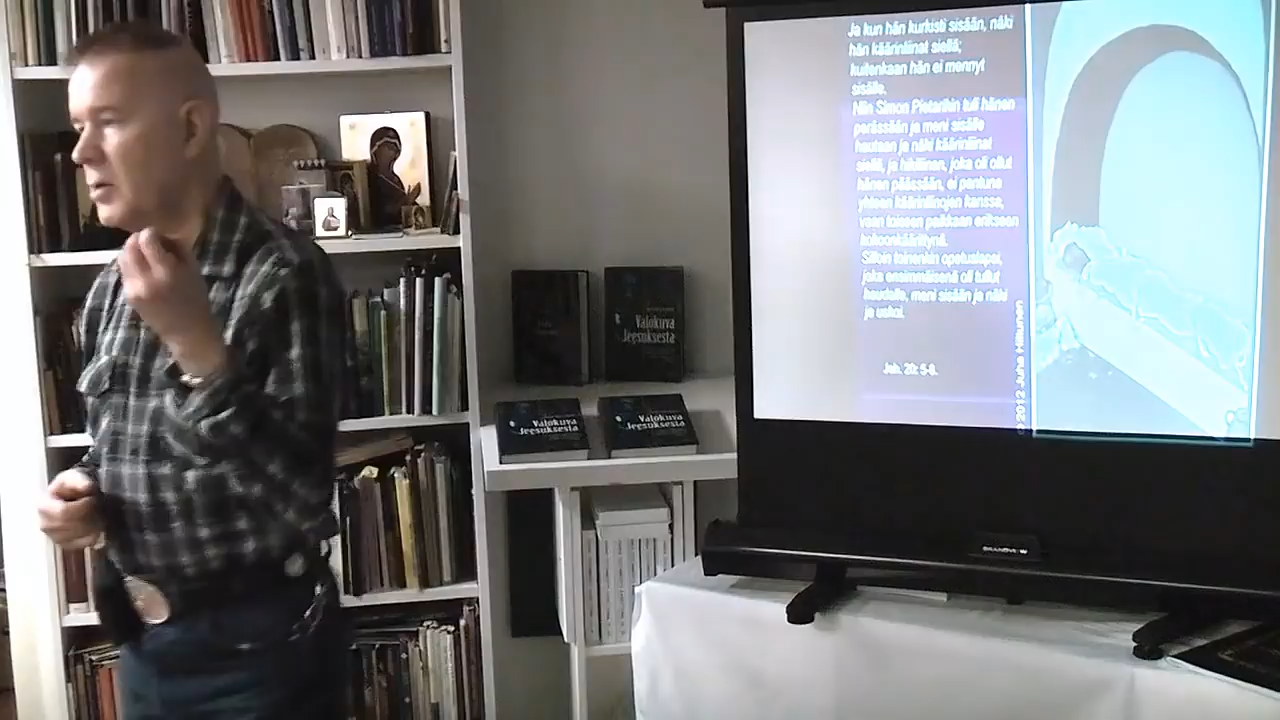 Ja kun hän kurkisti sisään, näki
hän käärinliinat siellä;
kuitenkaan hän ei mennyt
sisälle.
Niin Simon Pietarikin tuli hänen
perässään ja meni sisälle
hautaan ja näki käärinliinat
siellä, ja hikiliinan, joka oli ollut
hänen päässään, ei pantuna
yhteen käärinliinojen kanssa,
vaan toiseen paikkaan erikseen
kokoonkäärittynä.
Silloin toinenkin opetuslapsi,
joka ensimmäisenä oli tullut
haudalle, meni sisään ja näki
ja uskoi.
Joh. 20: 5-8.
© 2012 Juha Hiltunen
Valokuva
Jeesuksesta
Valokuva
Jeesuksesta
Valokuva
Jeesuksesta
GRANDVIEW